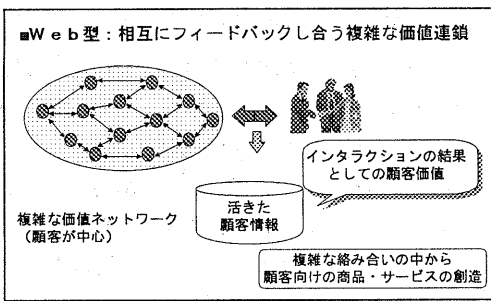 ■Ｗｅｂ型：相互にフィードバックし合う複雑な価値連鎖
インタラクションの結果
としての顧客価値
活きた
顧客情報
複雑な価値ネットワーク
（顧客が中心）
複雑な絡み合いの中から
顧客向けの商品・サービスの創造